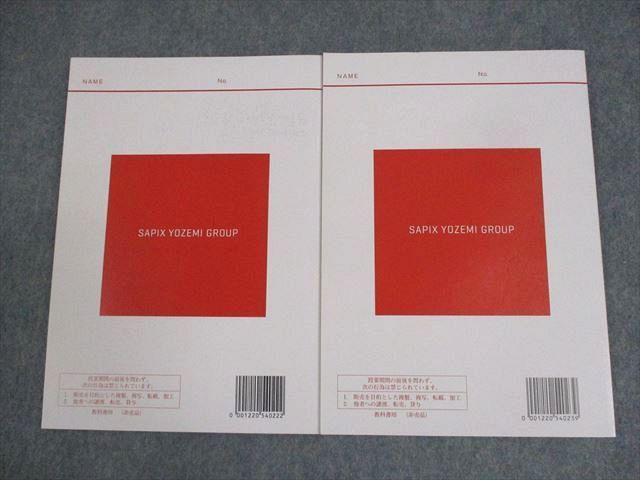 NAME No.
SAPIX YOZEMI GROUP
授業期間の前後を問わず、
次の行為は禁じられています。
1. 販売を目的とした複製、複写、転載、加工
2. 他者への譲渡、転売、貸与
教科書用 (非売品)
0 001220 540222
NAME No.
SAPIX YOZEMI GROUP
授業期間の前後を問わず、
次の行為は禁じられています。
1. 販売を目的とした複製、複写、転載、加工
2. 他者への譲渡、転売、貸与
教科書用 (非売品)
0 001220 540239